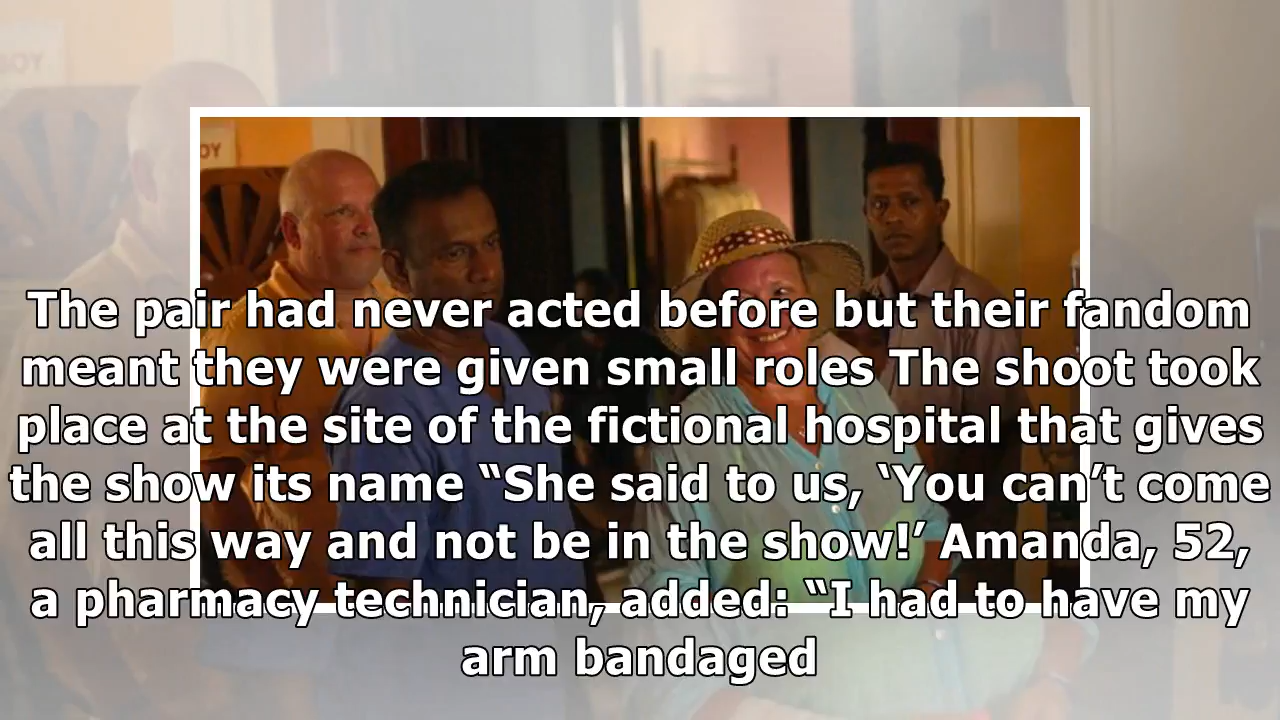 OY
The pair had never acted before but their fandom
meant they were given small roles The shoot took
place at the site of the fictional hospital that gives
the show its name “She said to us, ‘You can’t come
all this way and not be in the show!’ Amanda, 52,
a pharmacy technician, added: “I had to have my
arm bandaged